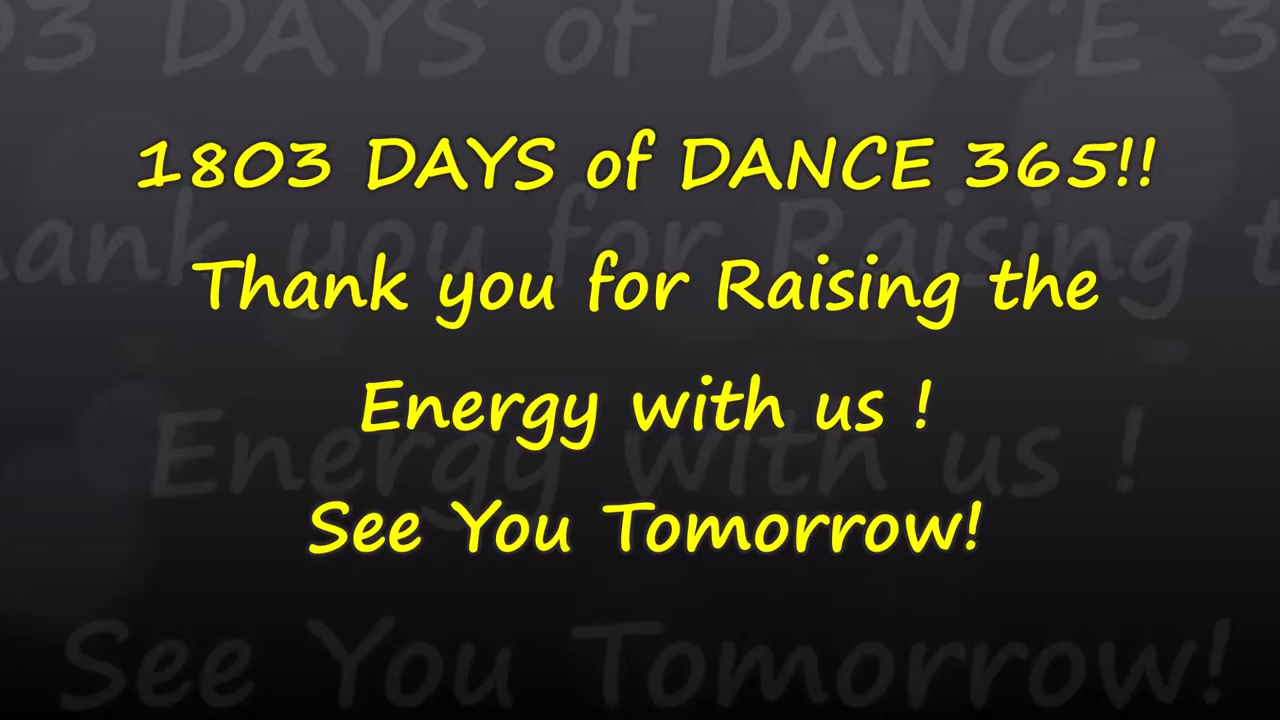 1803 DAYS of DANCE 365!!
Thank you for Raising the
Energy with us !
See You Tomorrow!